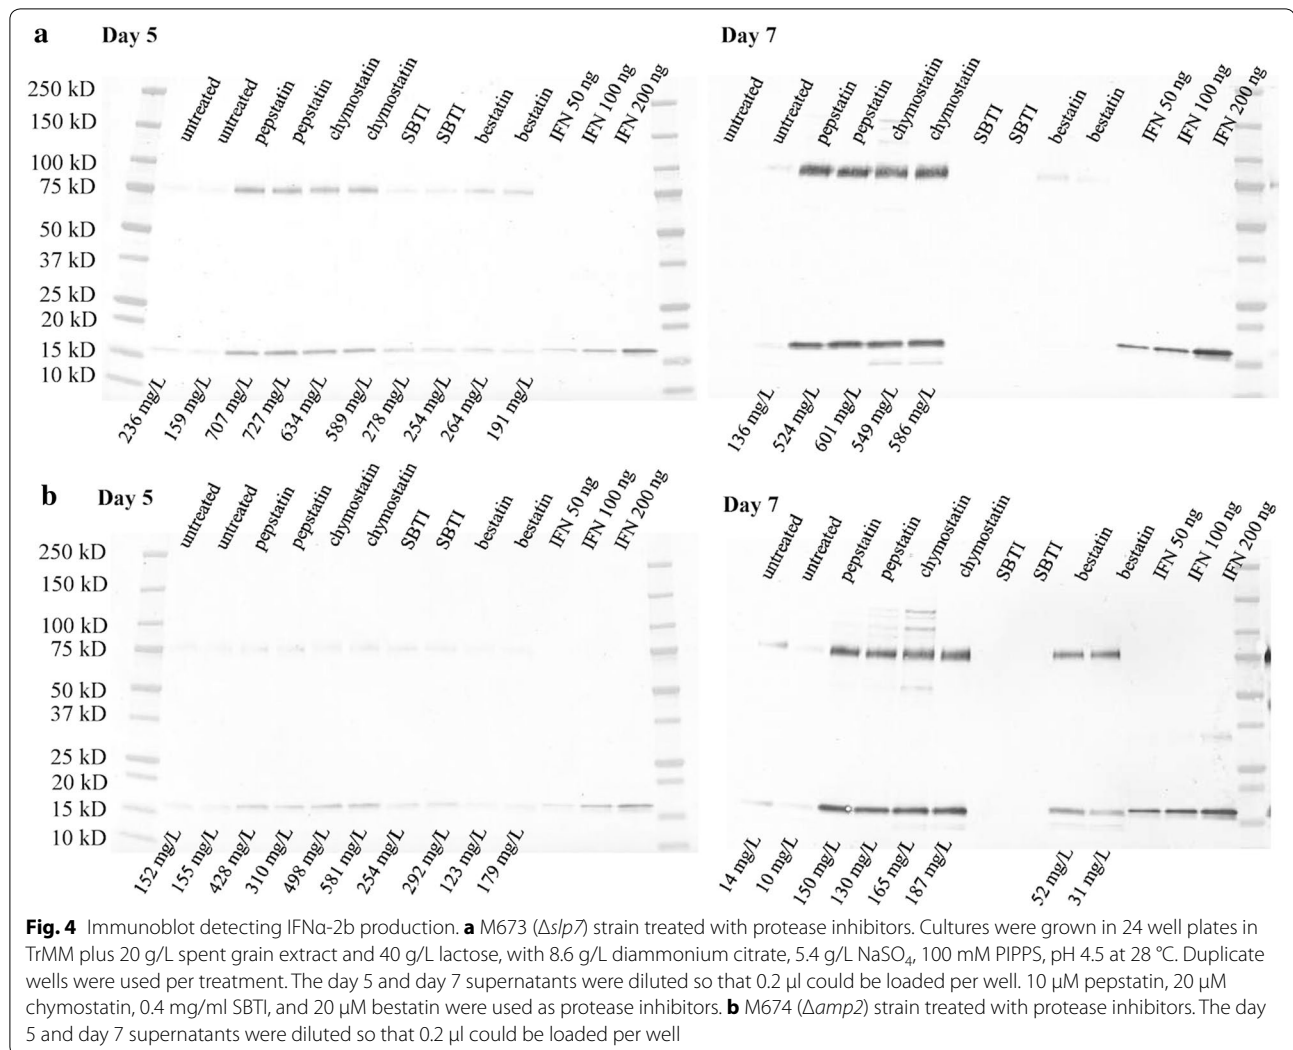 a Day 5
untreated untreated pepstatin pepstatin chymostatin chymostatin SBTI SBTI bestatin bestatin IFN 50 ng IFN 100 ng IFN 200 ng
250 kD
150 kD
100 kD
75 kD
50 kD
37 kD
25 kD
20 kD
15 kD
10 kD
236 mg/L 159 mg/L 707 mg/L 727 mg/L 634 mg/L 589 mg/L 278 mg/L 254 mg/L 264 mg/L 191 mg/L
Day 7
untreated untreated pepstatin pepstatin chymostatin chymostatin SBTI SBTI bestatin bestatin IFN 50 ng IFN 100 ng IFN 200 ng
136 mg/L 524 mg/L 601 mg/L 549 mg/L 586 mg/L
b Day 5
untreated untreated pepstatin pepstatin chymostatin chymostatin SBTI SBTI bestatin bestatin IFN 50 ng IFN 100 ng IFN 200 ng
250 kD
150 kD
100 kD
75 kD
50 kD
37 kD
25 kD
20 kD
15 kD
10 kD
152 mg/L 155 mg/L 428 mg/L 310 mg/L 498 mg/L 581 mg/L 254 mg/L 292 mg/L 123 mg/L 179 mg/L
Day 7
untreated untreated pepstatin pepstatin chymostatin chymostatin SBTI SBTI bestatin bestatin IFN 50 ng IFN 100 ng IFN 200 ng
14 mg/L 10 mg/L 150 mg/L 130 mg/L 165 mg/L 187 mg/L 52 mg/L 31 mg/L
Fig. 4 Immunoblot detecting IFNα-2b production. a M673 (Δslp7) strain treated with protease inhibitors. Cultures were grown in 24 well plates in
TrMM plus 20 g/L spent grain extract and 40 g/L lactose, with 8.6 g/L diammonium citrate, 5.4 g/L NaSO₄, 100 mM PIPPS, pH 4.5 at 28 °C. Duplicate
wells were used per treatment. The day 5 and day 7 supernatants were diluted so that 0.2 µl could be loaded per well. 10 µM pepstatin, 20 µM
chymostatin, 0.4 mg/ml SBTI, and 20 µM bestatin were used as protease inhibitors. b M674 (Δamp2) strain treated with protease inhibitors. The day
5 and day 7 supernatants were diluted so that 0.2 µl could be loaded per well